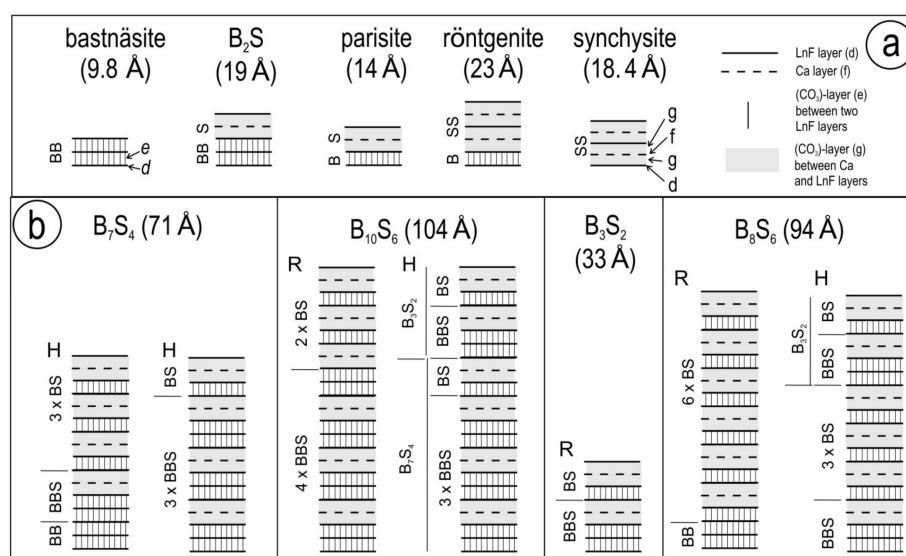 bastnäsite
(9.8 Å)
B₂S
(19 Å)
parisite
(14 Å)
röntgenite
(23 Å)
synchysite
(18.4 Å)
a
BB
e
d
BB S
B S
B SS
SS
g
f
g
d
LnF layer (d)
Ca layer (f)
(CO₃)-layer (e)
between two
LnF layers
(CO₃)-layer (g)
between Ca
and LnF layers
b
B₇S₄ (71 Å)
H
3 x BS
BBS
BB
H
BS
3 x BBS
B₁₀S₆ (104 Å)
R
2 x BS
4 x BBS
H
B₃S₂
B₇S₄
BS
BBS
BS
3 x BBS
B₃S₂
(33 Å)
R
BS
BBS
B₈S₆ (94 Å)
R
6 x BS
BB
H
B₃S₂
BS
BBS
3 x BS
BBS